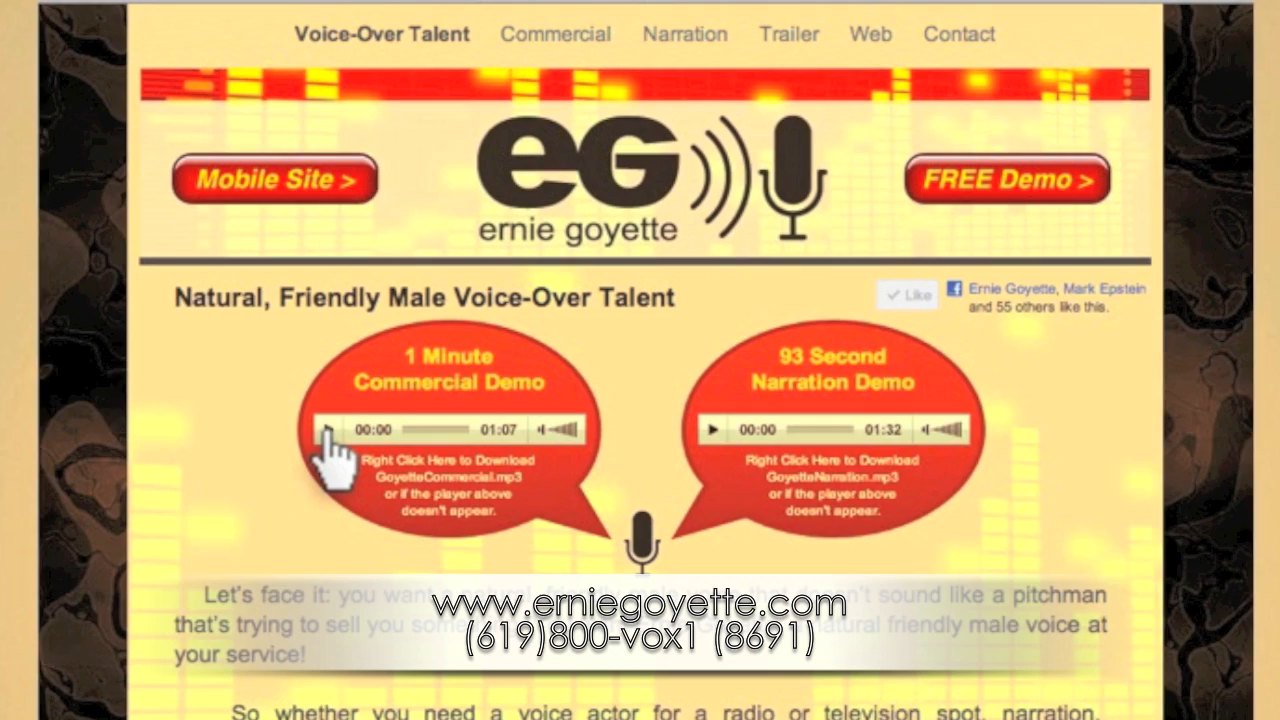 Voice-Over Talent Commercial Narration Trailer Web Contact
Mobile Site >
eG
ernie goyette
FREE Demo >
Natural, Friendly Male Voice-Over Talent
Like
Ernie Goyette, Mark Epstein
and 55 others like this.
1 Minute
Commercial Demo
00:00 01:07
Right Click Here to Download
GoyetteCommercial.mp3
or if the player above
doesn't appear.
93 Second
Narration Demo
00:00 01:32
Right Click Here to Download
GoyetteNarration.mp3
or if the player above
doesn't appear.
Let's face it: you want a natural, friendly that doesn't sound like a pitchman
www.erniegoyette.com
that's trying to sell you natural friendly male voice at
(619)800-vox1 (8691)
your service!
So whether you need a voice actor for a radio or television spot, narration,